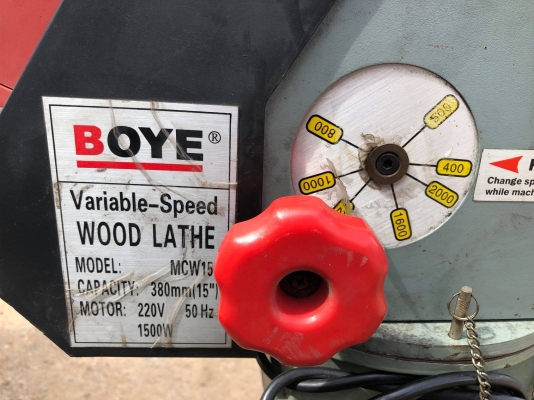 BOYE®
Variable-Speed
WOOD LATHE
MODEL: MCW15
CAPACITY: 380mm(15")
MOTOR: 220V 50 Hz
1500W
500
400
2000
1600
1000
800
Change sp
while mach